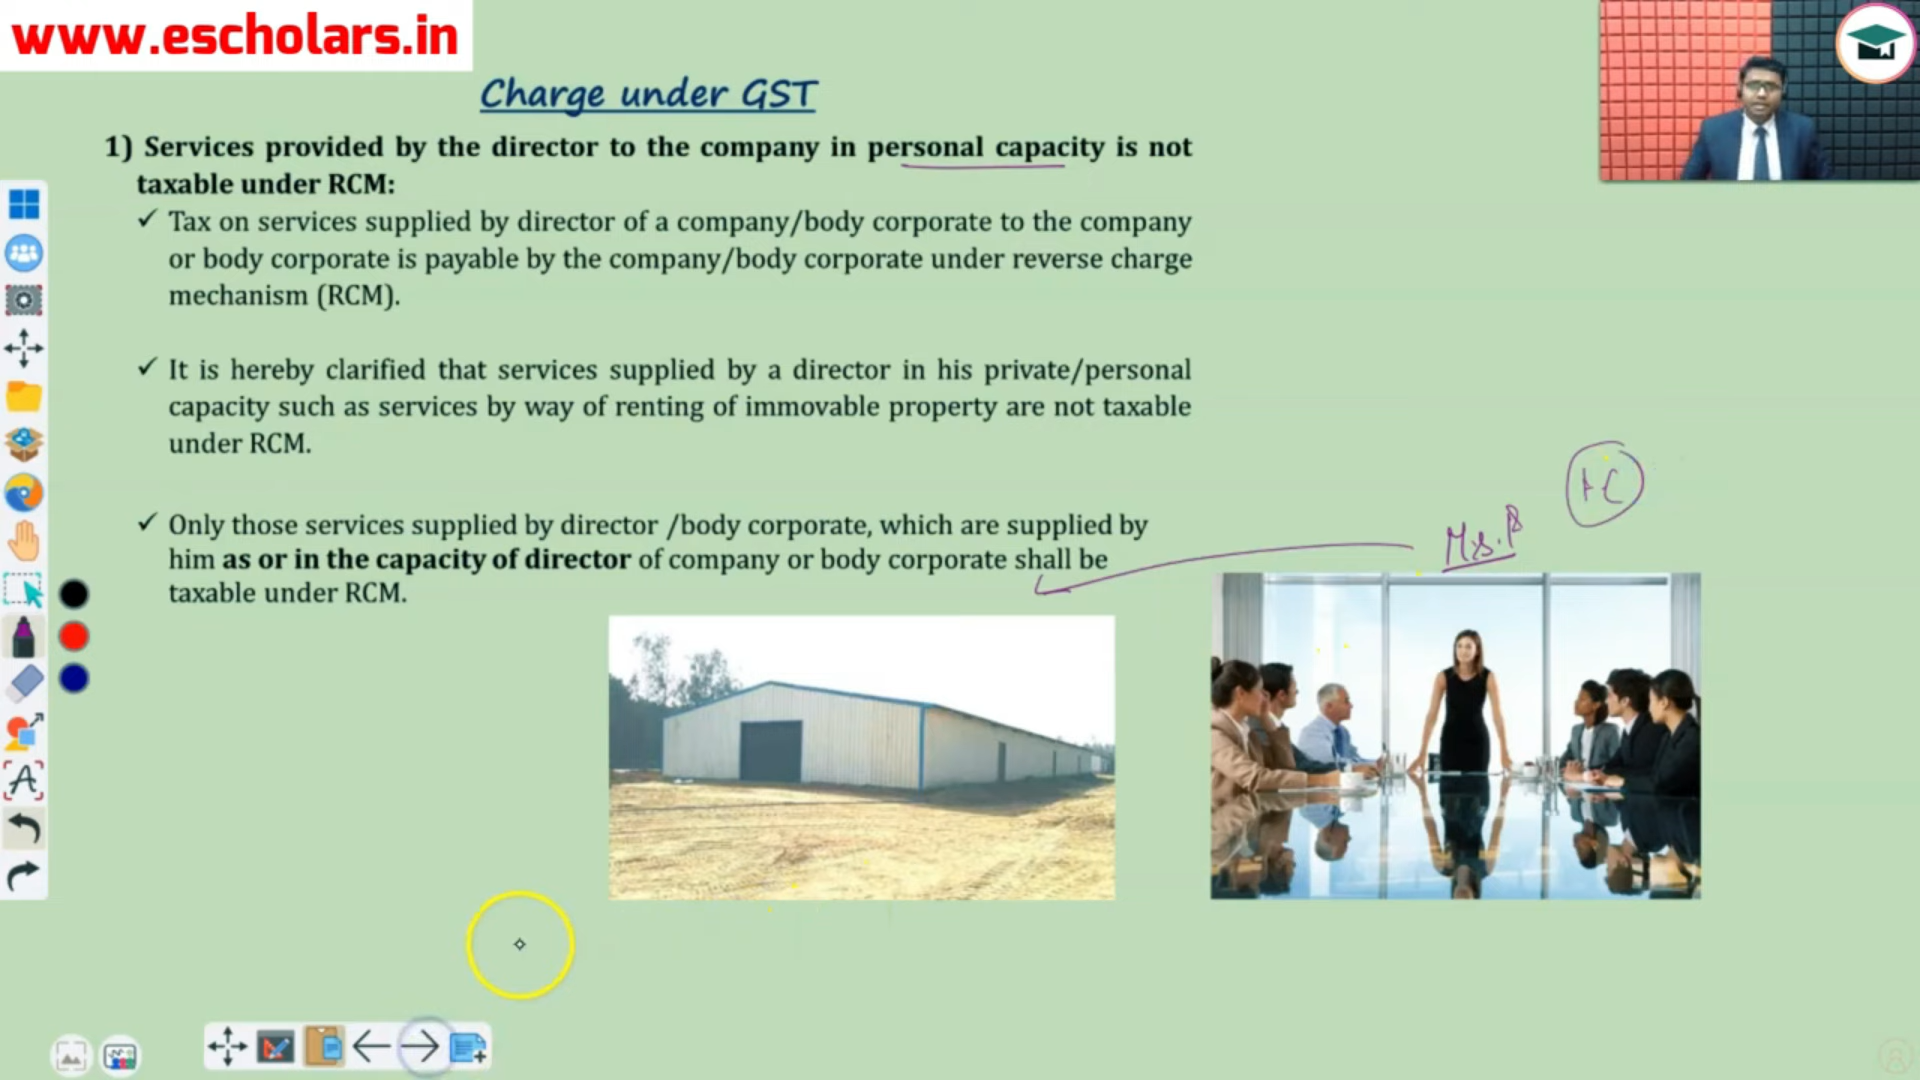 www.escholars.in
Charge under GST
1) Services provided by the director to the company in personal capacity is not
taxable under RCM:
✓ Tax on services supplied by director of a company/body corporate to the company
or body corporate is payable by the company/body corporate under reverse charge
mechanism (RCM).
✓ It is hereby clarified that services supplied by a director in his private/personal
capacity such as services by way of renting of immovable property are not taxable
under RCM.
✓ Only those services supplied by director /body corporate, which are supplied by
him as or in the capacity of director of company or body corporate shall be
taxable under RCM.